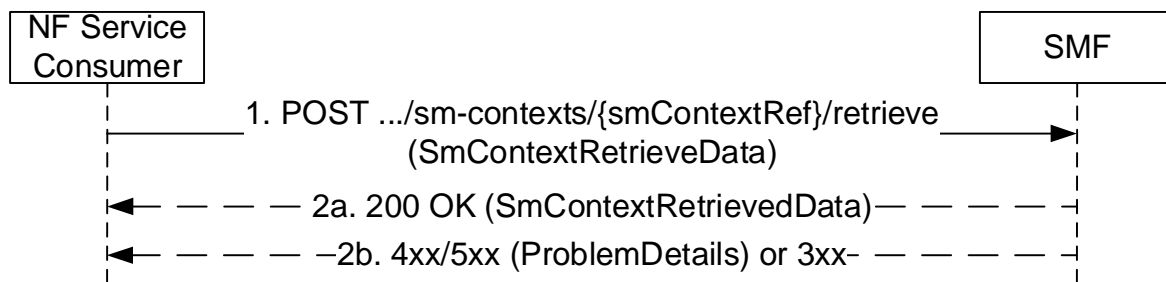 NF Service
Consumer
SMF
1. POST .../sm-contexts/{smContextRef}/retrieve
(SmContextRetrieveData)
2a. 200 OK (SmContextRetrievedData)
2b. 4xx/5xx (ProblemDetails) or 3xx